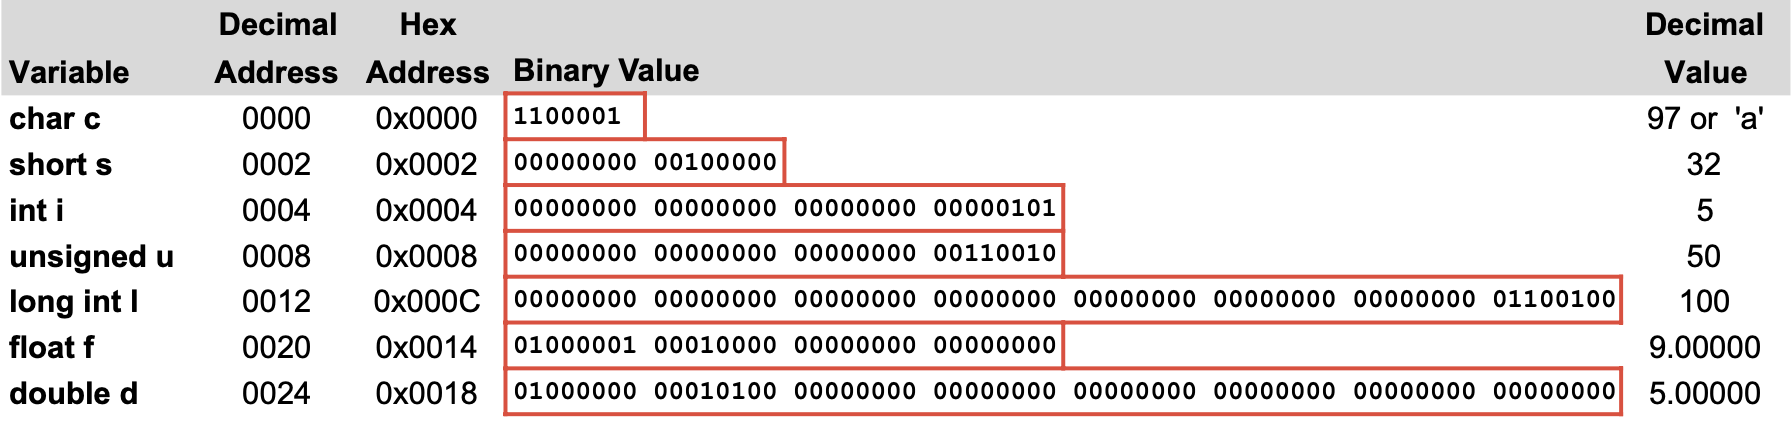 Decimal Hex Decimal
Variable Address Address Binary Value Value
char c 0000 0x0000 1100001 97 or 'a'
short s 0002 0x0002 00000000 00100000 32
int i 0004 0x0004 00000000 00000000 00000000 00000101 5
unsigned u 0008 0x0008 00000000 00000000 00000000 00110010 50
long int l 0012 0x000C 00000000 00000000 00000000 00000000 00000000 00000000 00000000 01100100 100
float f 0020 0x0014 01000001 00010000 00000000 00000000 9.00000
double d 0024 0x0018 01000000 00010100 00000000 00000000 00000000 00000000 00000000 00000000 5.00000